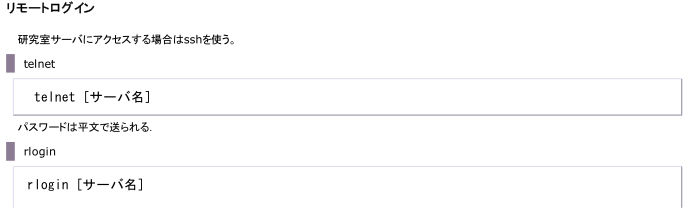 リモートログイン
研究室サーバにアクセスする場合はsshを使う。
telnet
telnet [サーバ名]
パスワードは平文で送られる.
rlogin
rlogin [サーバ名]